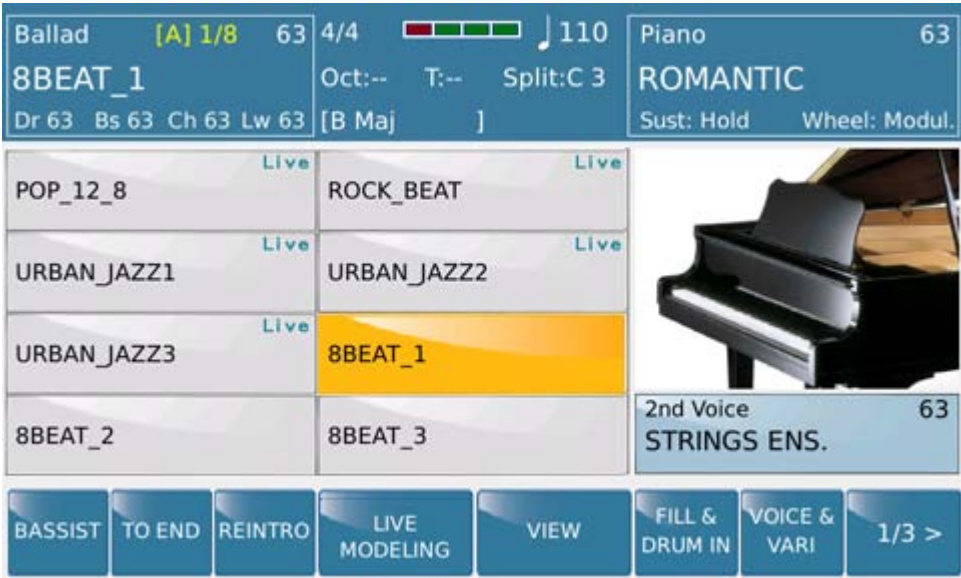 Ballad [A] 1/8 63
8BEAT_1
Dr 63 Bs 63 Ch 63 Lw 63
4/4 ♩ 110
Oct:-- T:-- Split:C 3
[B Maj ]
Piano 63
ROMANTIC
Sust: Hold Wheel: Modul.
Live
POP_12_8
Live
ROCK_BEAT
Live
URBAN_JAZZ1
Live
URBAN_JAZZ2
Live
URBAN_JAZZ3
8BEAT_1
8BEAT_2
8BEAT_3
2nd Voice 63
STRINGS ENS.
BASSIST
TO END
REINTRO
LIVE
MODELING
VIEW
FILL &
DRUM IN
VOICE &
VARI
1/3 >